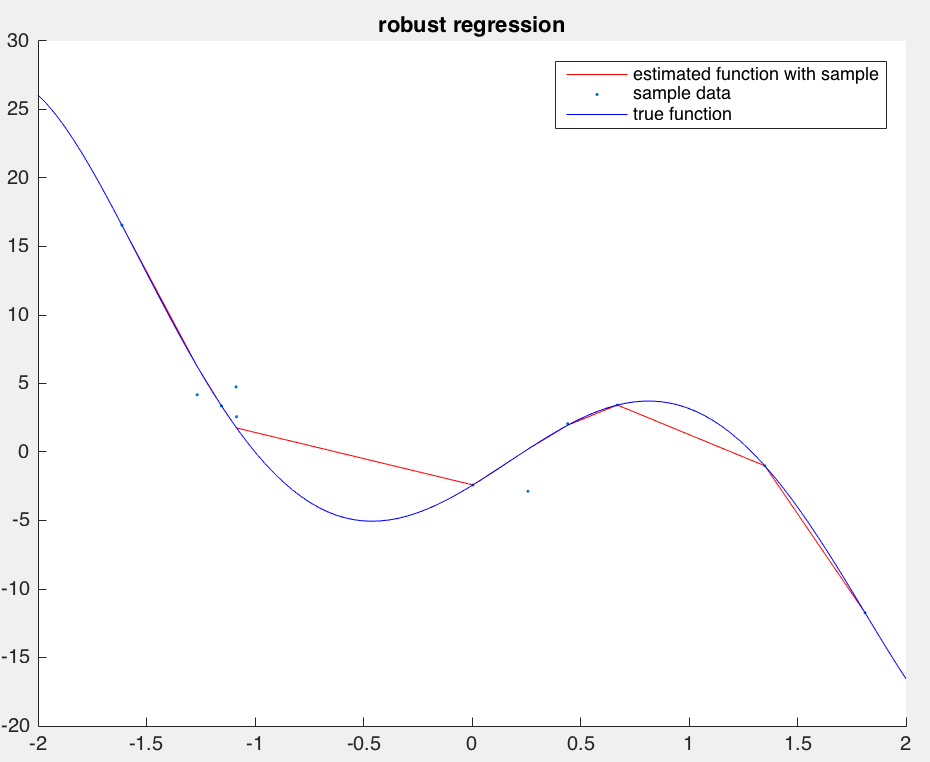 robust regression
30
25
20
15
10
5
0
-5
-10
-15
-20
estimated function with sample
sample data
true function
-2 -1.5 -1 -0.5 0 0.5 1 1.5 2